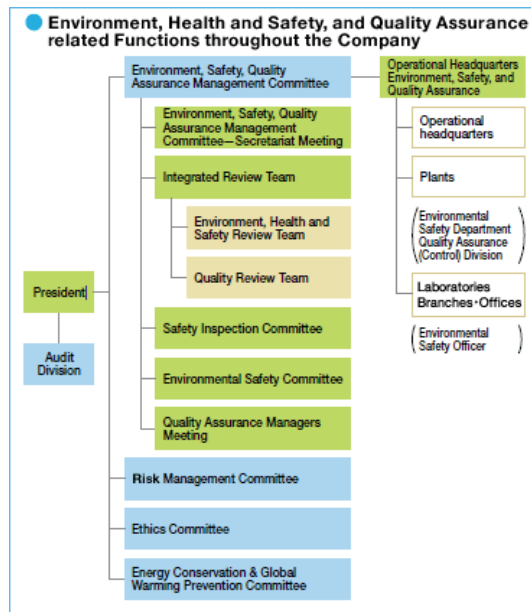 Environment, Health and Safety, and Quality Assurance
related Functions throughout the Company
Environment, Safety, Quality
Assurance Management Committee
Operational Headquarters
Environment, Safety, and
Quality Assurance
Environment, Safety, Quality
Assurance Management
Committee—Secretariat Meeting
Operational
headquarters
Integrated Review Team
Plants
Environment, Health and
Safety Review Team
(Environmental
Safety Department
Quality Assurance
(Control) Division)
Quality Review Team
President
Laboratories
Branches・Offices
Safety Inspection Committee
(Environmental
Safety Officer)
Audit
Division
Environmental Safety Committee
Quality Assurance Managers
Meeting
Risk Management Committee
Ethics Committee
Energy Conservation & Global
Warming Prevention Committee